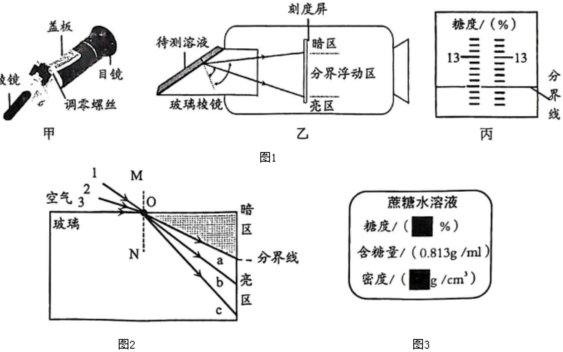 盖板
目镜
棱镜
调零螺丝
甲
刻度屏
待测溶液
暗区
分界浮动区
玻璃棱镜
亮区
乙
糖度/(%)
13
13
分界线
丙
图1
M
1
2
空气
3
O
玻璃
暗区
N
a
分界线
b
亮区
c
图2
蔗糖水溶液
糖度/( %)
含糖量/(0.813g/ml)
密度/( g/cm³)
图3